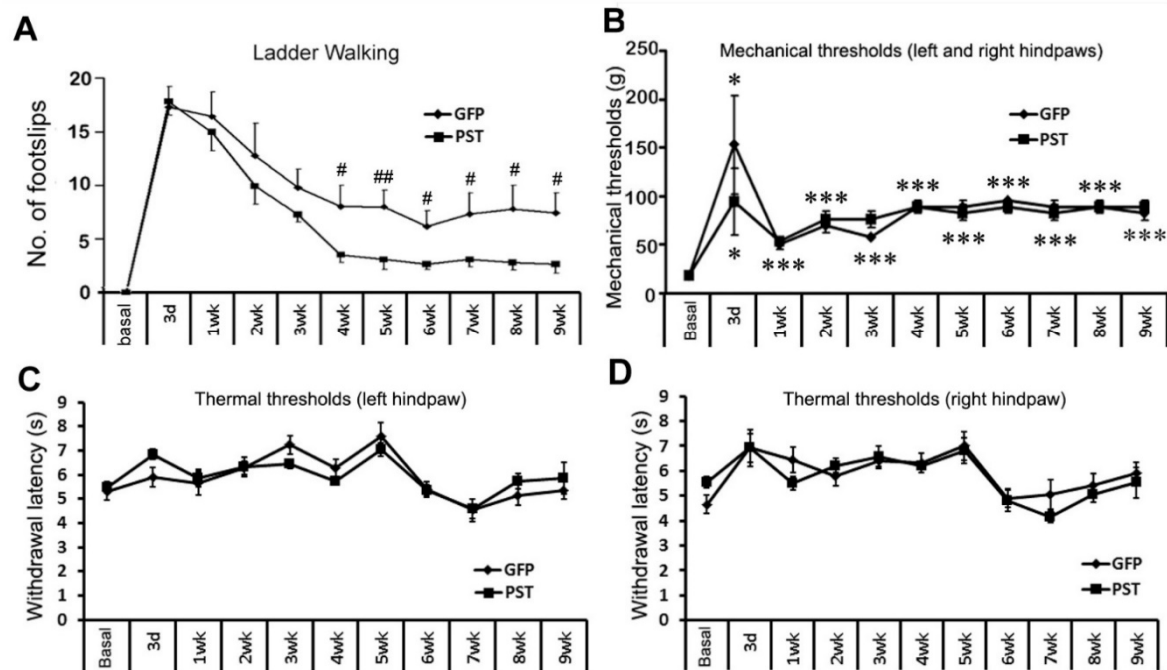 A
Ladder Walking
No. of footslips
20
15
10
5
0
GFP
PST
#
##
#
#
#
#
basal
3d
1wk
2wk
3wk
4wk
5wk
6wk
7wk
8wk
9wk
B
Mechanical thresholds (left and right hindpaws)
Mechanical thresholds (g)
250
200
150
100
50
0
GFP
PST
*
***
***
***
***
*
***
***
***
***
***
Basal
3d
1wk
2wk
3wk
4wk
5wk
6wk
7wk
8wk
9wk
C
Thermal thresholds (left hindpaw)
Withdrawal latency (s)
9
8
7
6
5
4
3
2
1
0
GFP
PST
Basal
3d
1wk
2wk
3wk
4wk
5wk
6wk
7wk
8wk
9wk
D
Thermal thresholds (right hindpaw)
Withdrawal latency (s)
9
8
7
6
5
4
3
2
1
0
GFP
PST
Basal
3d
1wk
2wk
3wk
4wk
5wk
6wk
7wk
8wk
9wk